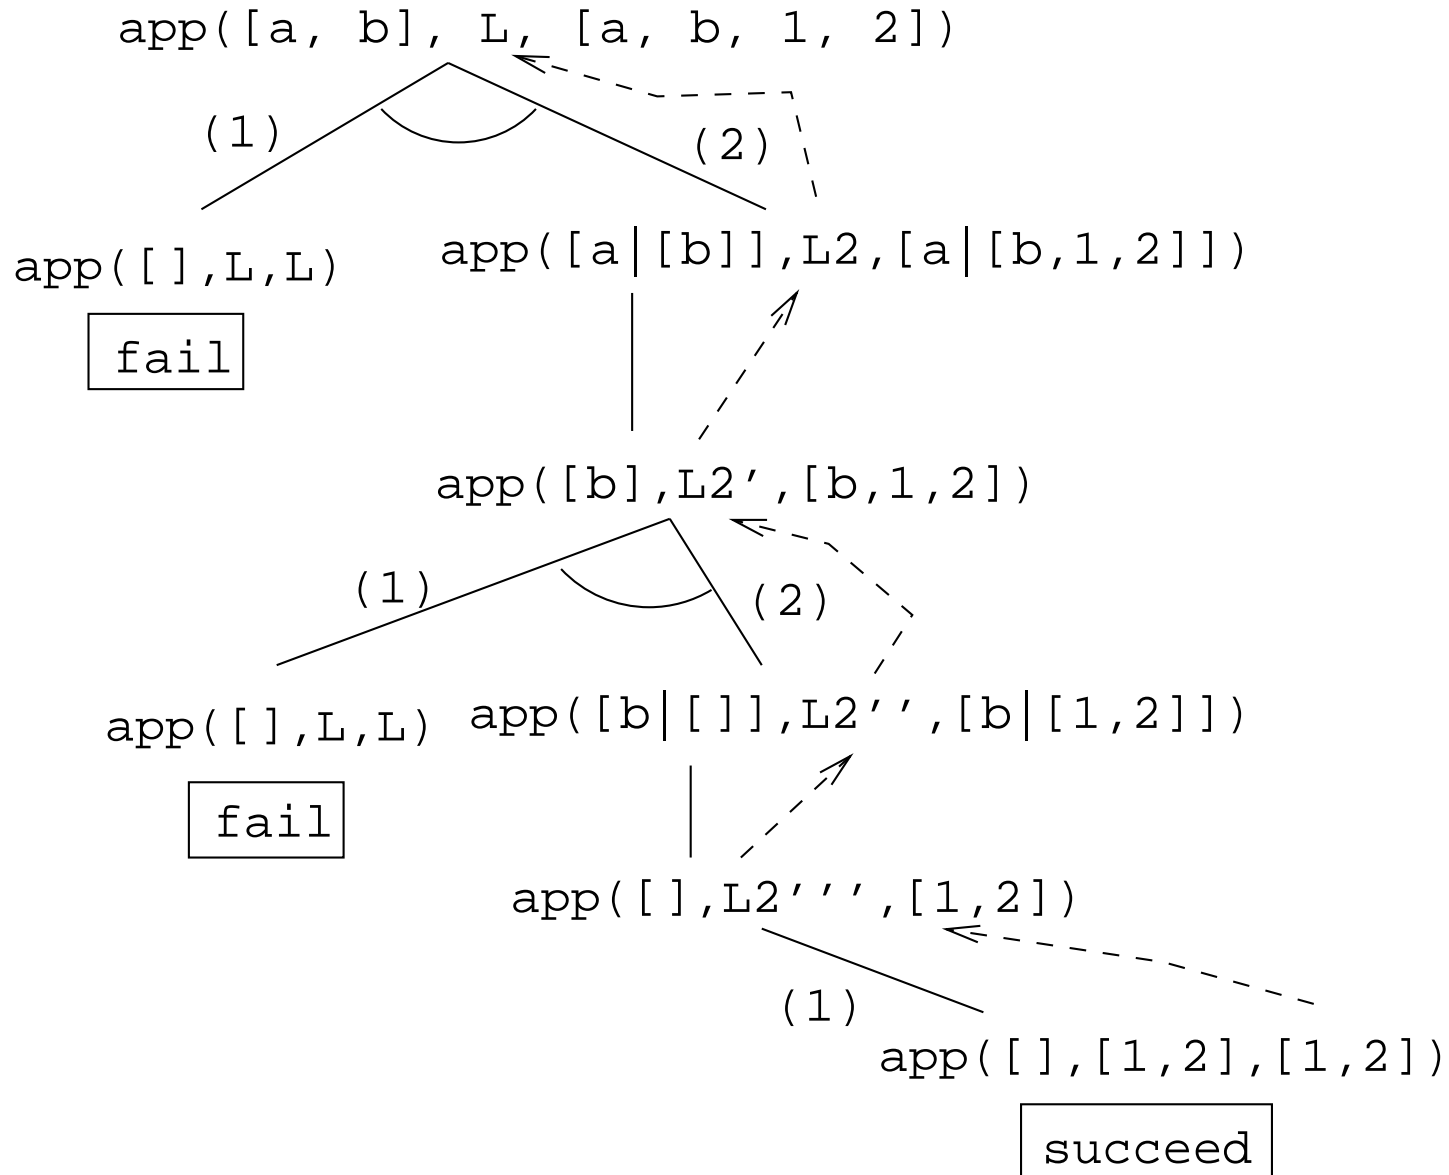 app([a, b], L, [a, b, 1, 2])
(1)
(2)
app([],L,L)
app([a|[b]],L2,[a|[b,1,2]])
fail
app([b],L2',[b,1,2])
(1)
(2)
app([],L,L)
app([b|[]],L2'',[b|[1,2]])
fail
app([],L2''',[1,2])
(1)
app([],[1,2],[1,2])
succeed